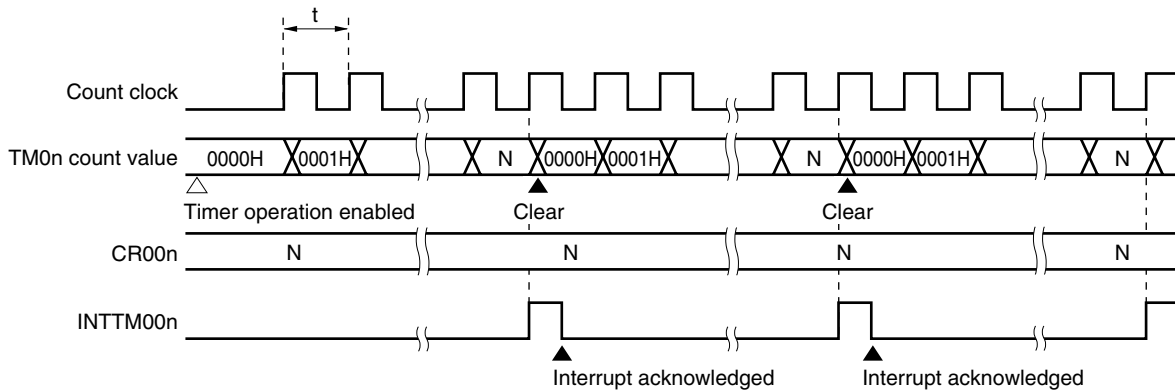 t
Count clock
TM0n count value 0000H 0001H N 0000H 0001H N 0000H 0001H N
Timer operation enabled Clear Clear
CR00n N N N N
INTTM00n
Interrupt acknowledged Interrupt acknowledged